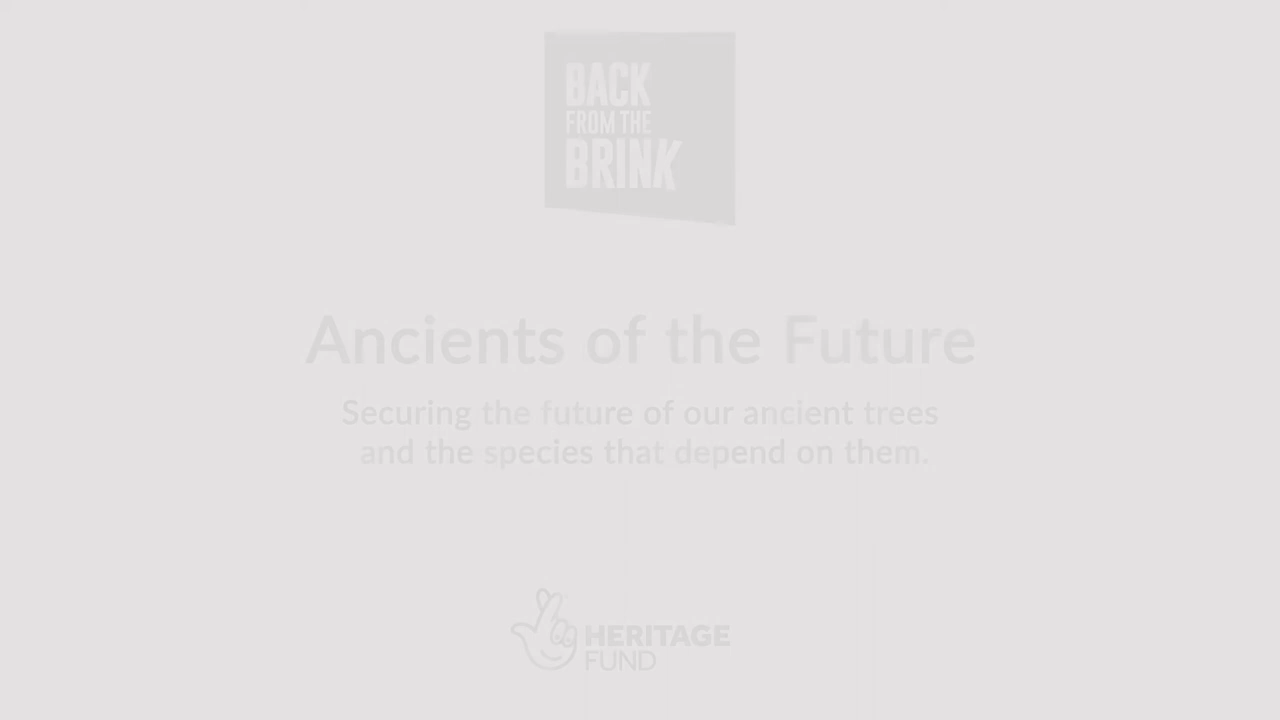 BACK
FROM THE
BRINK
Ancients of the Future
Securing the future of our ancient trees
and the species that depend on them.
HERITAGE
FUND